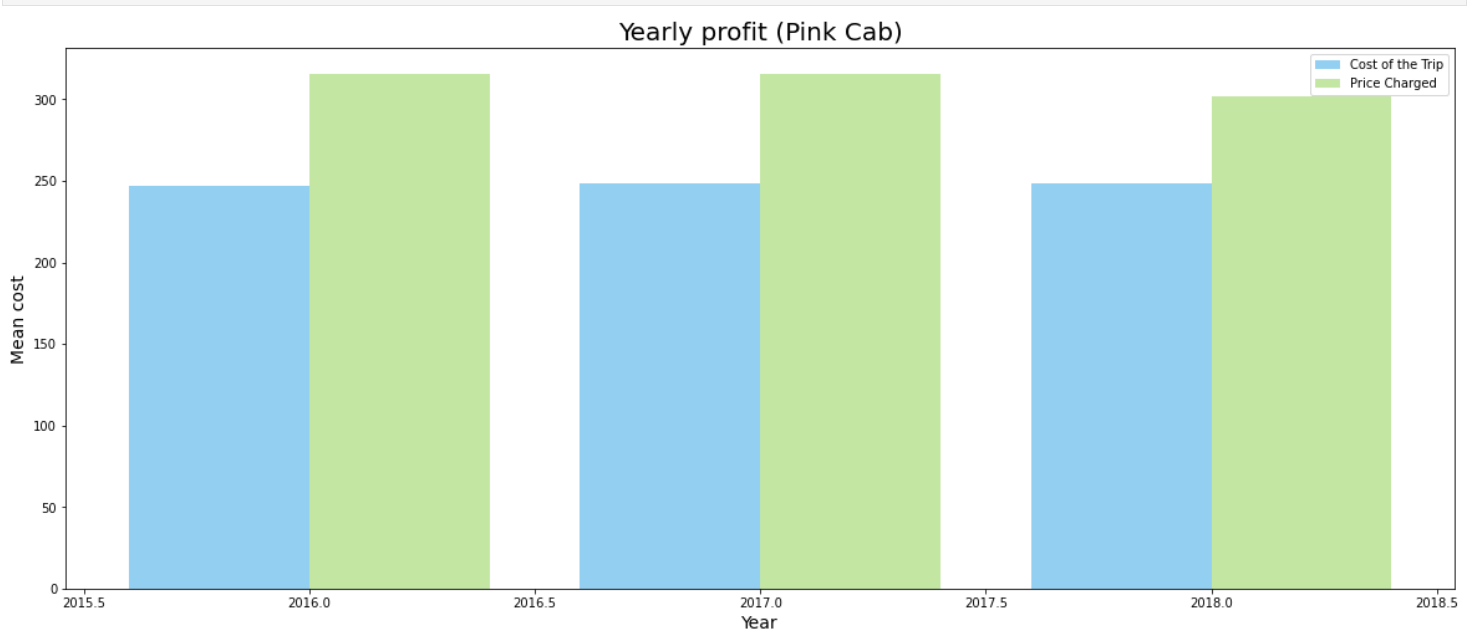 Yearly profit (Pink Cab)
Cost of the Trip
Price Charged
300
250
200
150
100
50
0
Mean cost
2015.5 2016.0 2016.5 2017.0 2017.5 2018.0 2018.5
Year